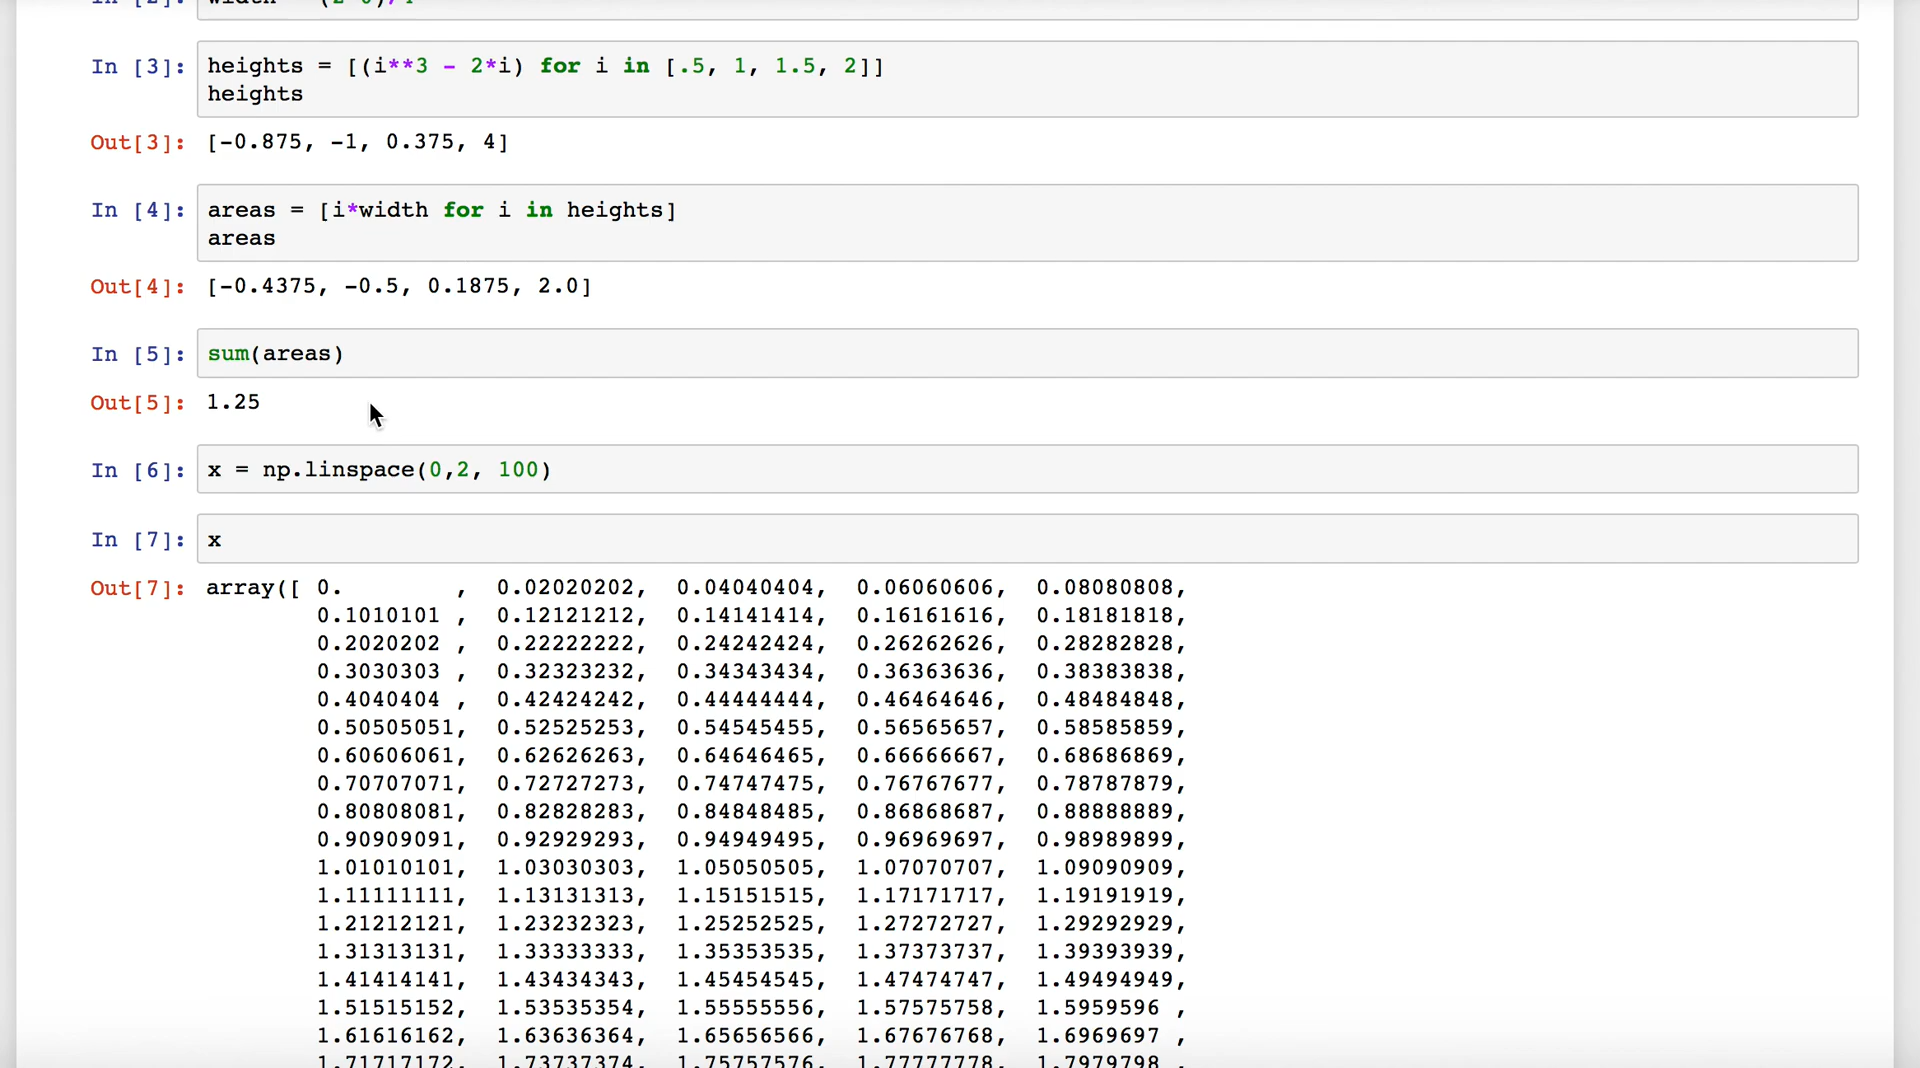 In [3]: heights = [(i**3 - 2*i) for i in [.5, 1, 1.5, 2]]
heights
Out[3]: [-0.875, -1, 0.375, 4]
In [4]: areas = [i*width for i in heights]
areas
Out[4]: [-0.4375, -0.5, 0.1875, 2.0]
In [5]: sum(areas)
Out[5]: 1.25
In [6]: x = np.linspace(0,2, 100)
In [7]: x
Out[7]: array([ 0. , 0.02020202, 0.04040404, 0.06060606, 0.08080808,
0.1010101 , 0.12121212, 0.14141414, 0.16161616, 0.18181818,
0.2020202 , 0.22222222, 0.24242424, 0.26262626, 0.28282828,
0.3030303 , 0.32323232, 0.34343434, 0.36363636, 0.38383838,
0.4040404 , 0.42424242, 0.44444444, 0.46464646, 0.48484848,
0.50505051, 0.52525253, 0.54545455, 0.56565657, 0.58585859,
0.60606061, 0.62626263, 0.64646465, 0.66666667, 0.68686869,
0.70707071, 0.72727273, 0.74747475, 0.76767677, 0.78787879,
0.80808081, 0.82828283, 0.84848485, 0.86868687, 0.88888889,
0.90909091, 0.92929293, 0.94949495, 0.96969697, 0.98989899,
1.01010101, 1.03030303, 1.05050505, 1.07070707, 1.09090909,
1.11111111, 1.13131313, 1.15151515, 1.17171717, 1.19191919,
1.21212121, 1.23232323, 1.25252525, 1.27272727, 1.29292929,
1.31313131, 1.33333333, 1.35353535, 1.37373737, 1.39393939,
1.41414141, 1.43434343, 1.45454545, 1.47474747, 1.49494949,
1.51515152, 1.53535354, 1.55555556, 1.57575758, 1.5959596 ,
1.61616162, 1.63636364, 1.65656566, 1.67676768, 1.6969697 ,
1.71717172, 1.73737374, 1.75757576, 1.77777778, 1.7979798 ,